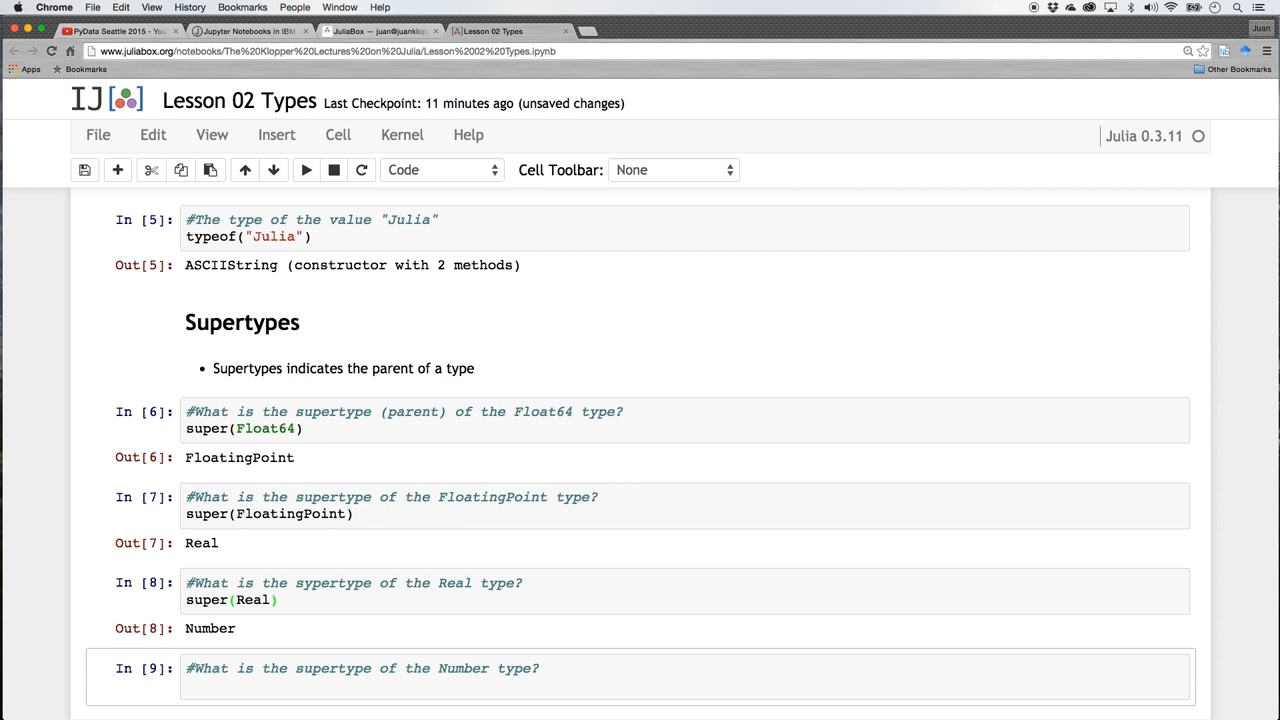 Chrome File Edit View History Bookmarks People Window Help
PyData Seattle 2015 - You
Jupyter Notebooks in IBM
JuliaBox — juan@juanklop
Lesson 02 Types
Juan
www.juliabox.org/notebooks/The%20Klopper%20Lectures%20on%20Julia/Lesson%2002%20Types.ipynb
Apps Bookmarks Other Bookmarks
IJ Lesson 02 Types Last Checkpoint: 11 minutes ago (unsaved changes)
File Edit View Insert Cell Kernel Help Julia 0.3.11
Code Cell Toolbar: None
In [5]: #The type of the value "Julia"
typeof("Julia")
Out[5]: ASCIIString (constructor with 2 methods)
Supertypes
• Supertypes indicates the parent of a type
In [6]: #What is the supertype (parent) of the Float64 type?
super(Float64)
Out[6]: FloatingPoint
In [7]: #What is the supertype of the FloatingPoint type?
super(FloatingPoint)
Out[7]: Real
In [8]: #What is the sypertype of the Real type?
super(Real)
Out[8]: Number
In [9]: #What is the supertype of the Number type?